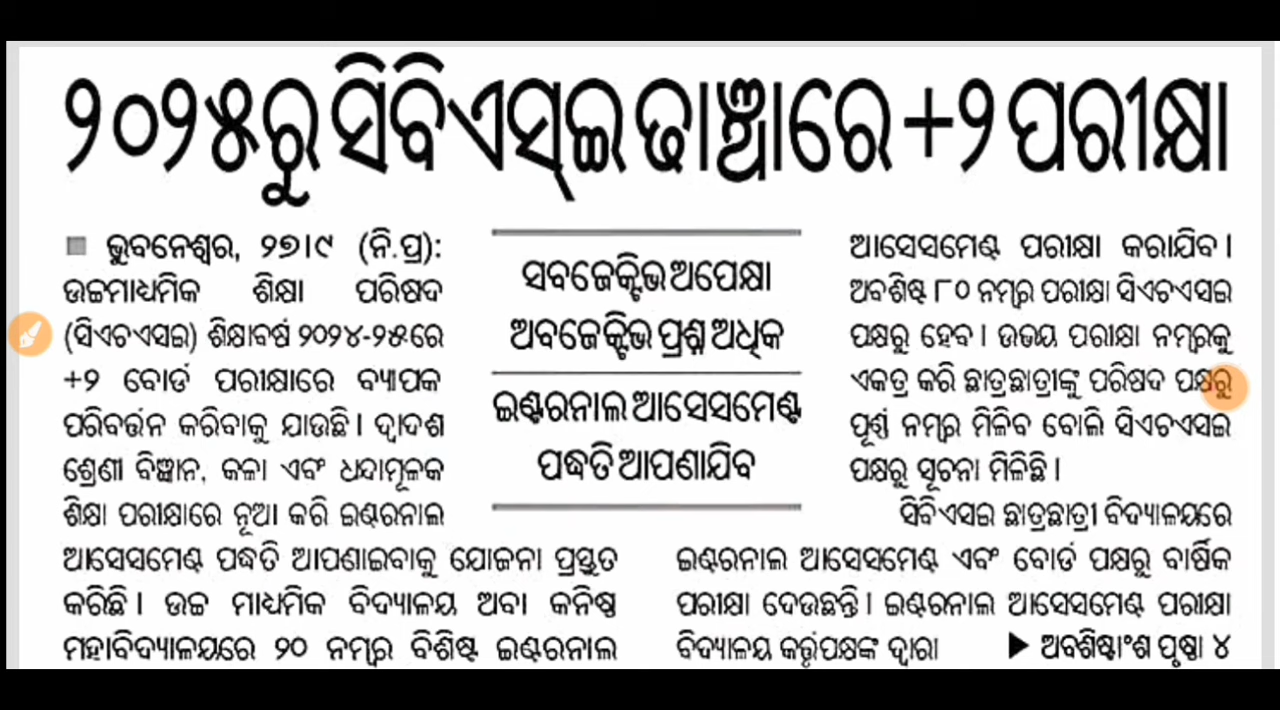 ୨୦୨୫ରୁ ସିବିଏସ୍ଇ ଢାଞ୍ଚାରେ +୨ ପରୀକ୍ଷା
ଭୁବନେଶ୍ୱର, ୨୭।୯ (ନି.ପ୍ର):
ଉଚ୍ଚମାଧ୍ୟମିକ ଶିକ୍ଷା ପରିଷଦ
(ସିଏଚଏସଇ) ଶିକ୍ଷାବର୍ଷ ୨୦୨୪-୨୫ରେ
+୨ ବୋର୍ଡ ପରୀକ୍ଷାରେ ବ୍ୟାପକ
ପରିବର୍ତ୍ତନ କରିବାକୁ ଯାଉଛି। ଦ୍ୱାଦଶ
ଶ୍ରେଣୀ ବିଜ୍ଞାନ, କଳା ଏବଂ ଧନ୍ଦାମୂଳକ
ଶିକ୍ଷା ପରୀକ୍ଷାରେ ନୂଆ କରି ଇଣ୍ଟରନାଲ
ଆସେସମେଣ୍ଟ ପଦ୍ଧତି ଆପଣାଇବାକୁ ଯୋଜନା ପ୍ରସ୍ତୁତ
କରିଛି। ଉଚ୍ଚ ମାଧ୍ୟମିକ ବିଦ୍ୟାଳୟ ଅବା କନିଷ୍ଠ
ମହାବିଦ୍ୟାଳୟରେ ୨୦ ନମ୍ବର ବିଶିଷ୍ଟ ଇଣ୍ଟରନାଲ
ସବଜେକ୍ଟିଭ ଅପେକ୍ଷା
ଅବଜେକ୍ଟିଭ ପ୍ରଶ୍ନ ଅଧିକ
ଇଣ୍ଟରନାଲ ଆସେସମେଣ୍ଟ
ପଦ୍ଧତି ଆପଣାଯିବ
ଆସେସମେଣ୍ଟ ପରୀକ୍ଷା କରାଯିବ।
ଅବଶିଷ୍ଟ ୮୦ ନମ୍ବର ପରୀକ୍ଷା ସିଏଚଏସଇ
ପକ୍ଷରୁ ହେବ। ଉଭୟ ପରୀକ୍ଷା ନମ୍ବରକୁ
ଏକତ୍ର କରି ଛାତ୍ରଛାତ୍ରୀଙ୍କୁ ପରିଷଦ ପକ୍ଷରୁ
ପୂର୍ଣ୍ଣ ନମ୍ବର ମିଳିବ ବୋଲି ସିଏଚଏସଇ
ପକ୍ଷରୁ ସୂଚନା ମିଳିଛି।
ସିବିଏସଇ ଛାତ୍ରଛାତ୍ରୀ ବିଦ୍ୟାଳୟରେ
ଇଣ୍ଟରନାଲ ଆସେସମେଣ୍ଟ ଏବଂ ବୋର୍ଡ ପକ୍ଷରୁ ବାର୍ଷିକ
ପରୀକ୍ଷା ଦେଉଛନ୍ତି। ଇଣ୍ଟରନାଲ ଆସେସମେଣ୍ଟ ପରୀକ୍ଷା
ବିଦ୍ୟାଳୟ କର୍ତ୍ତୃପକ୍ଷଙ୍କ ଦ୍ୱାରା ▶ ଅବଶିଷ୍ଟାଂଶ ପୃଷ୍ଠା ୪